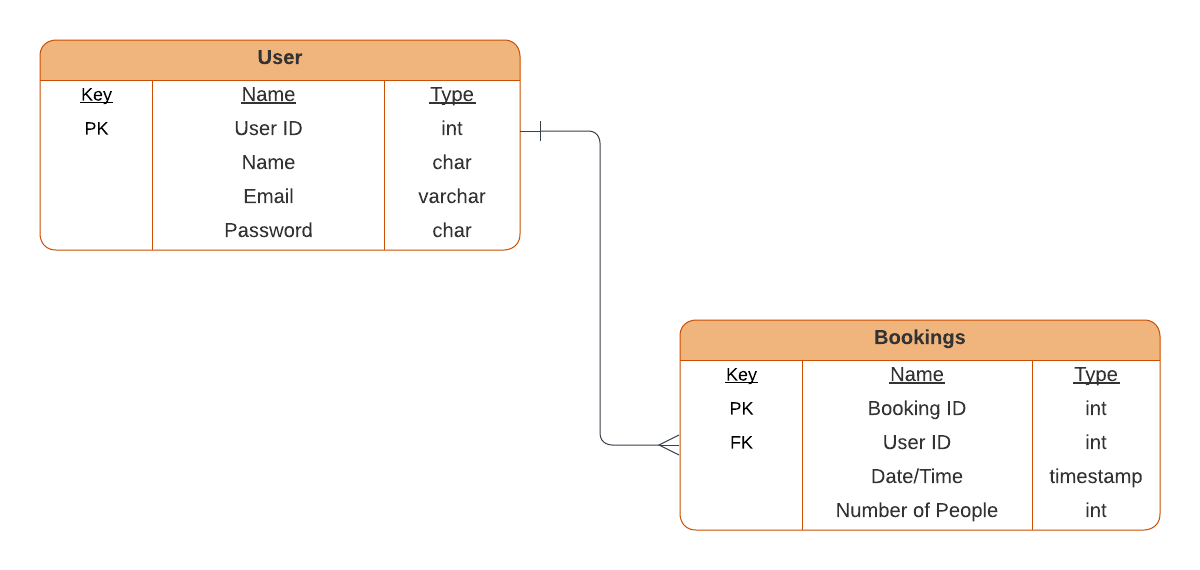 User
Key Name Type
PK User ID int
Name char
Email varchar
Password char
Bookings
Key Name Type
PK Booking ID int
FK User ID int
Date/Time timestamp
Number of People int